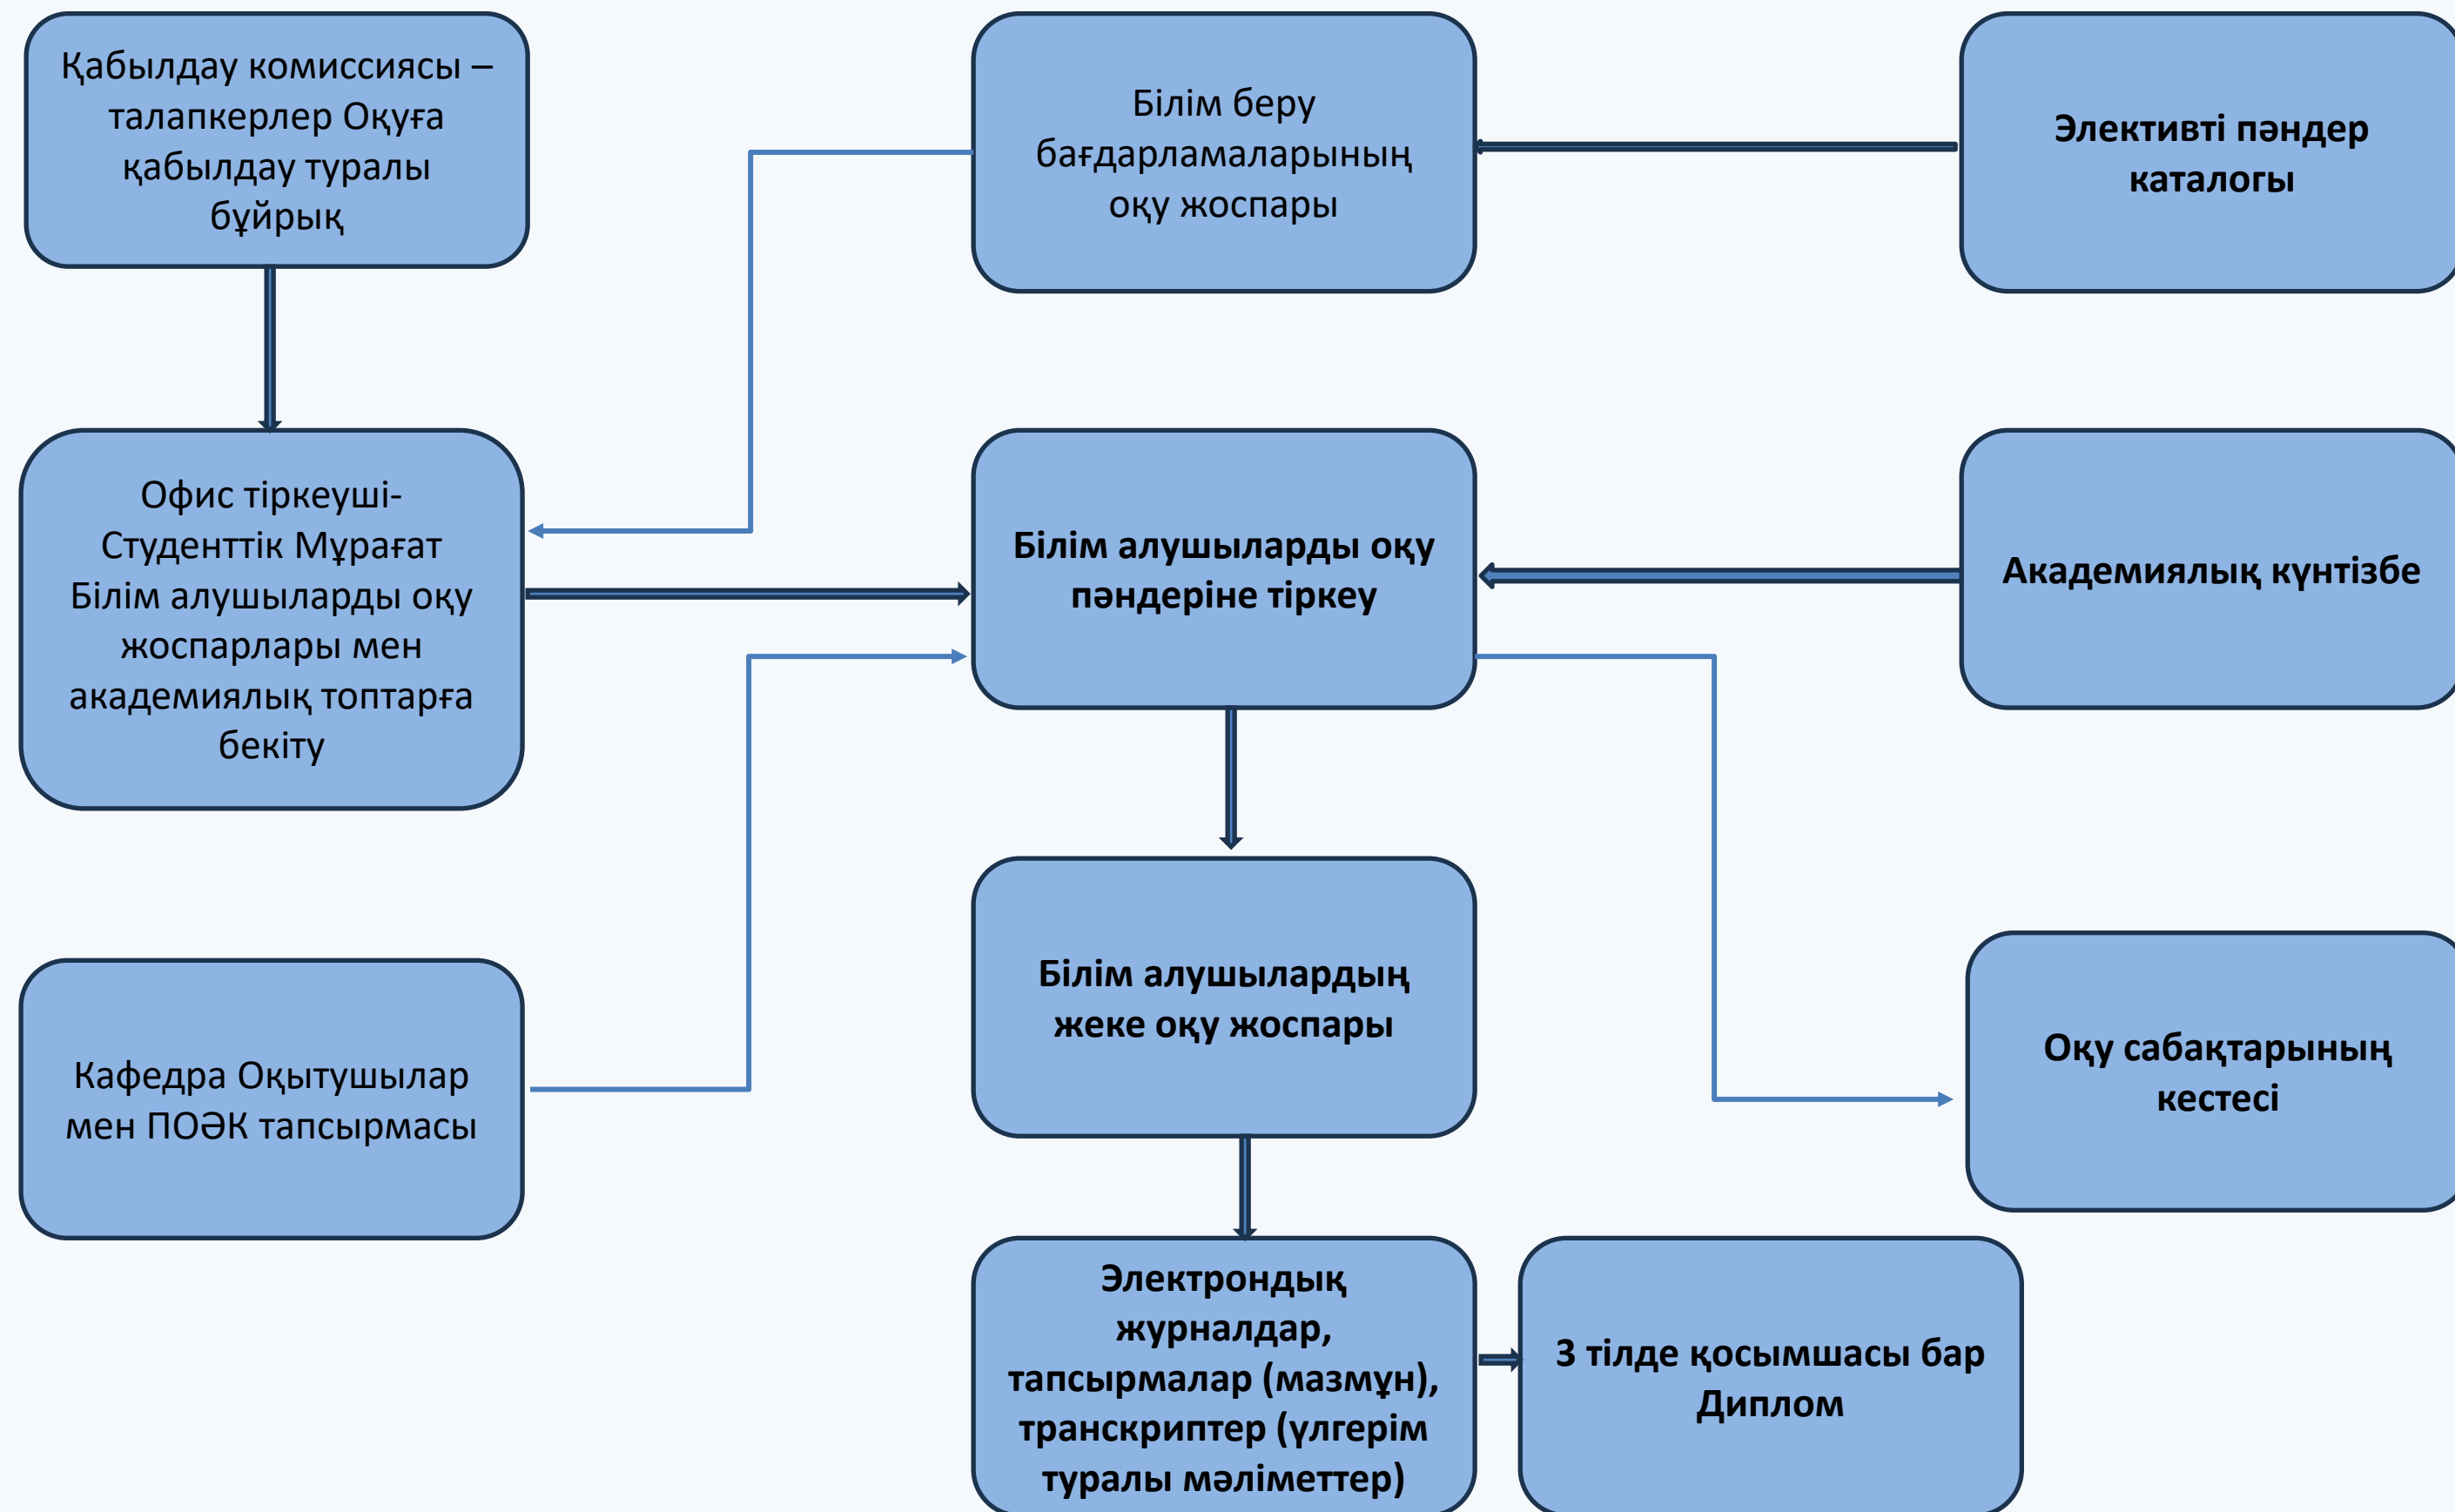 Қабылдау комиссиясы –
талапкерлер Оқуға
қабылдау туралы
бұйрық
Білім беру
бағдарламаларының
оқу жоспары
Элективті пәндер
каталогы
Офис тіркеуші-
Студенттік Мұрағат
Білім алушыларды оқу
жоспарлары мен
академиялық топтарға
бекіту
Білім алушыларды оқу
пәндеріне тіркеу
Академиялық күнтізбе
Кафедра Оқытушылар
мен ПОӘК тапсырмасы
Білім алушылардың
жеке оқу жоспары
Оқу сабақтарының
кестесі
Электрондық
журналдар,
тапсырмалар (мазмұн),
транскриптер (үлгерім
туралы мәліметтер)
3 тілде қосымшасы бар
Диплом